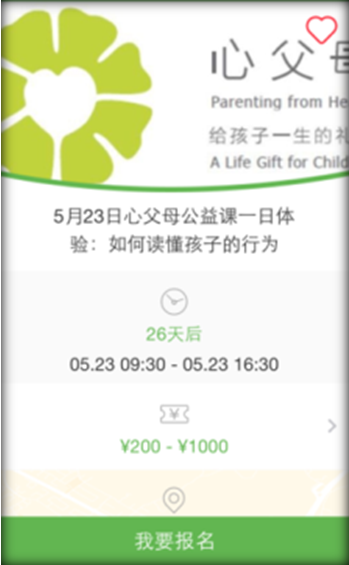 心 父 母
Parenting from He
给孩子一生的礼
A Life Gift for Child
5月23日心父母公益课一日体
验：如何读懂孩子的行为
26天后
05.23 09:30 - 05.23 16:30
¥
¥200 - ¥1000
我要报名